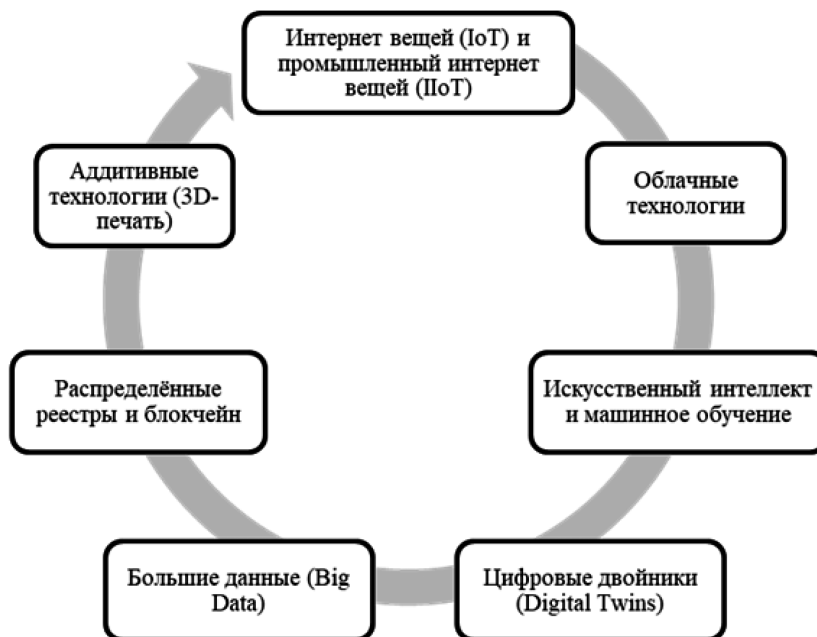 Интернет вещей (IoT) и
промышленный интернет
вещей (IIoT)
Облачные
технологии
Искусственный интеллект
и машинное обучение
Цифровые двойники
(Digital Twins)
Большие данные (Big
Data)
Распределённые
реестры и блокчейн
Аддитивные
технологии (3D-
печать)